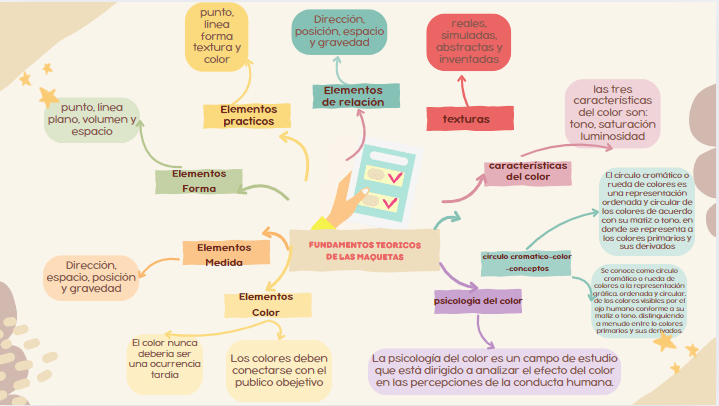 punto,
linea
forma
textura y
color
Dirección,
posición, espacio
y gravedad
reales,
simuladas,
abstractas y
inventadas
Elementos
practicos
Elementos
de relación
texturas
las tres
características
del color son:
tono, saturación
luminosidad
punto, línea
plano, volumen y
espacio
Elementos
Forma
características
del color
El círculo cromático o
rueda de colores es
una representación
ordenada y circular de
los colores de acuerdo
con su matiz o tono, en
donde se representa a
los colores primarios y
sus derivados
FUNDAMENTOS TEORICOS
DE LAS MAQUETAS
Elementos
Medida
Dirección,
espacio, posición
y gravedad
circulo cromatico-color
-conceptos
Se conoce como círculo
cromático o rueda de
colores a la representación
gráfica, ordenada y circular,
de los colores visibles por el
ojo humano conforme a su
matiz o tono, distinguiendo
a menudo entre lo colores
primarios y sus derivados.
Elementos
Color
psicologia del color
El color nunca
deberia ser
una ocurrencia
tardia
Los colores deben
conectarse con el
publico obejetivo
La psicología del color es un campo de estudio
que está dirigido a analizar el efecto del color
en las percepciones de la conducta humana.